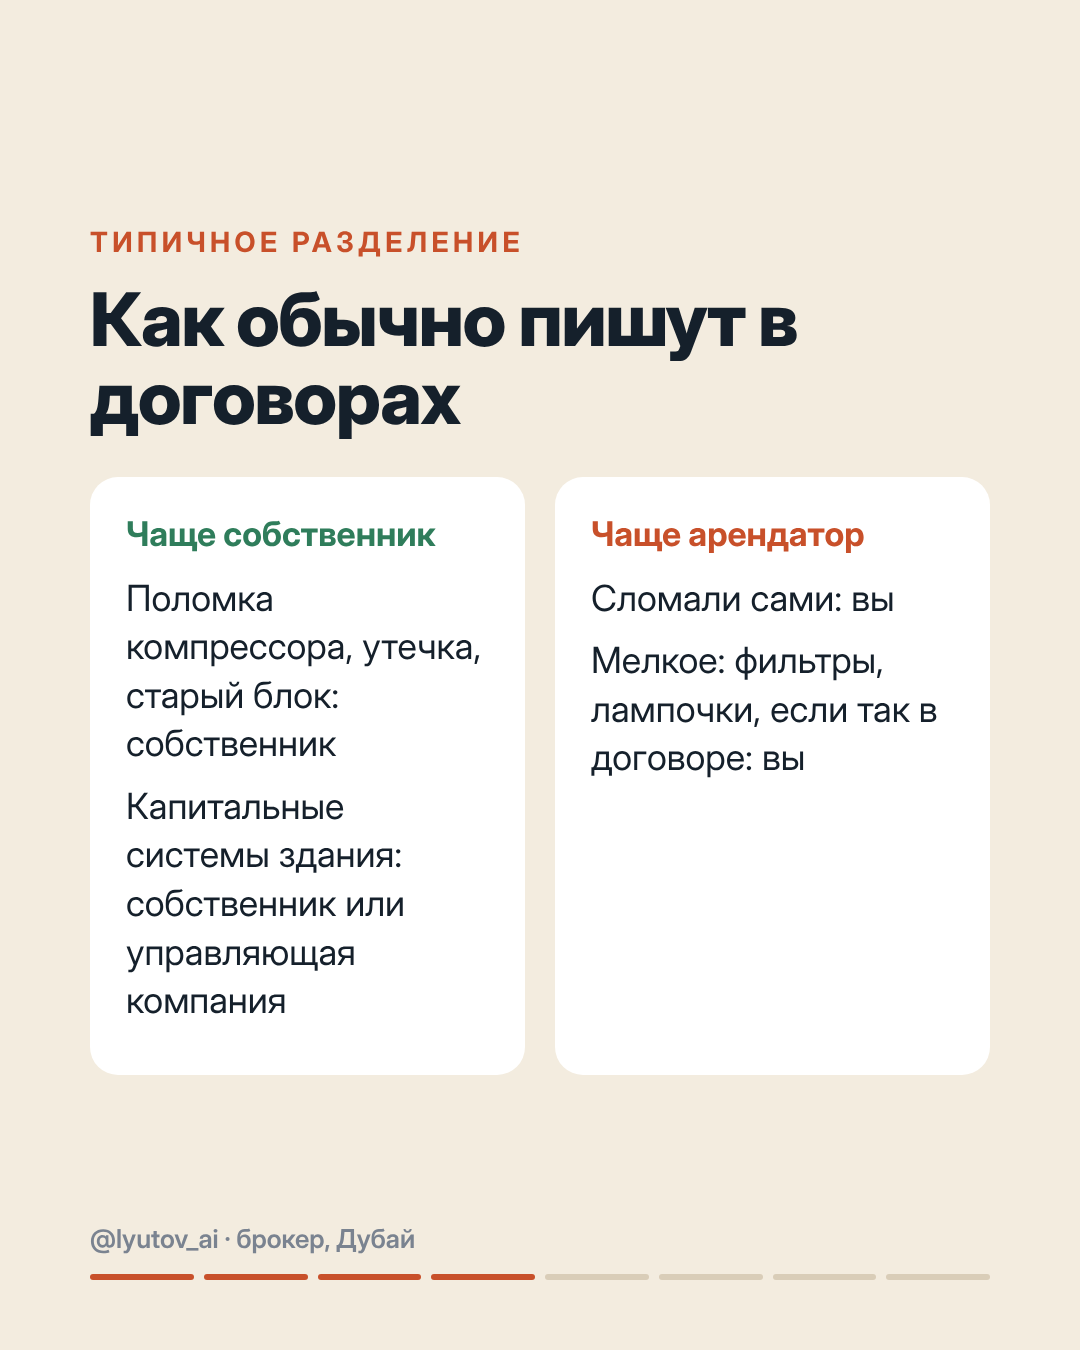 ТИПИЧНОЕ РАЗДЕЛЕНИЕ
Как обычно пишут в
договорах
Чаще собственник
Поломка
компрессора, утечка,
старый блок:
собственник
Капитальные
системы здания:
собственник или
управляющая
компания
Чаще арендатор
Сломали сами: вы
Мелкое: фильтры,
лампочки, если так в
договоре: вы
@lyutov_ai · брокер, Дубай